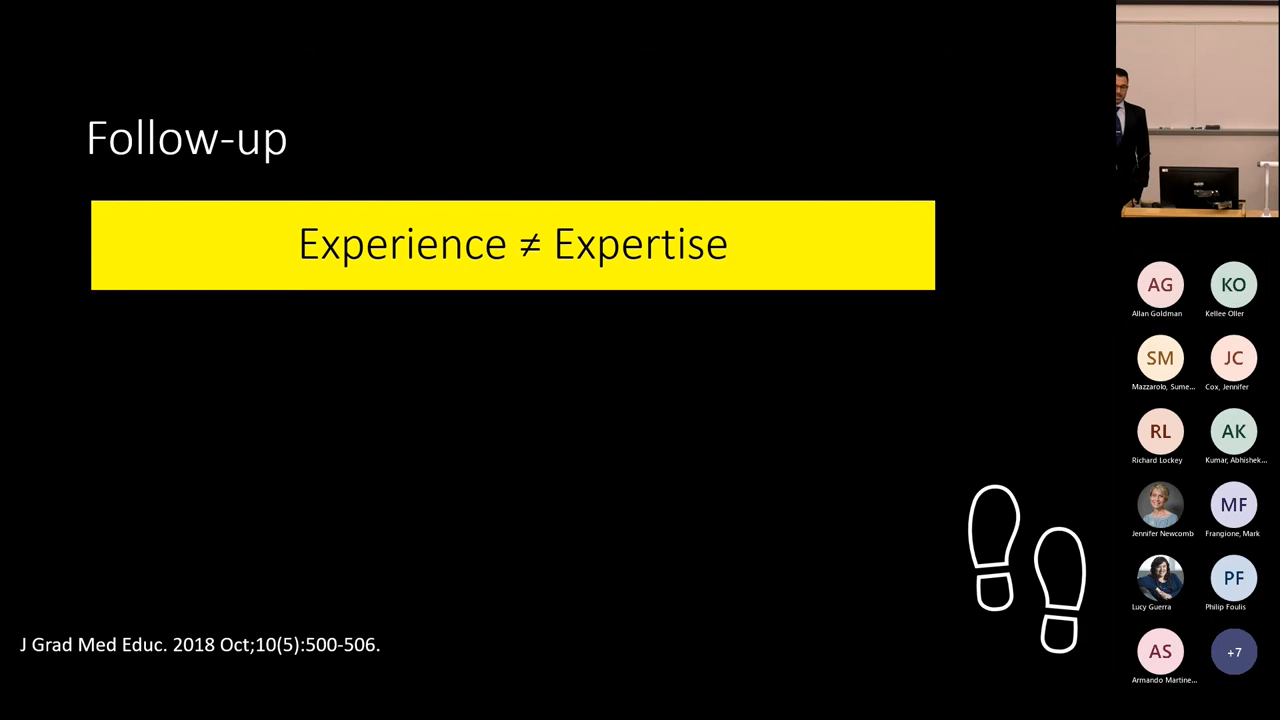 Follow-up
Experience ≠ Expertise
J Grad Med Educ. 2018 Oct;10(5):500-506.
AG
KO
Allan Goldman
Kellee Oller
SM
JC
Mazzarolo, Sume...
Cox, Jennifer
RL
AK
Richard Lockey
Kumar, Abhishek...
MF
Jennifer Newcomb
Frangione, Mark
PF
Lucy Guerra
Philip Foulis
AS
+7
Armando Martine...